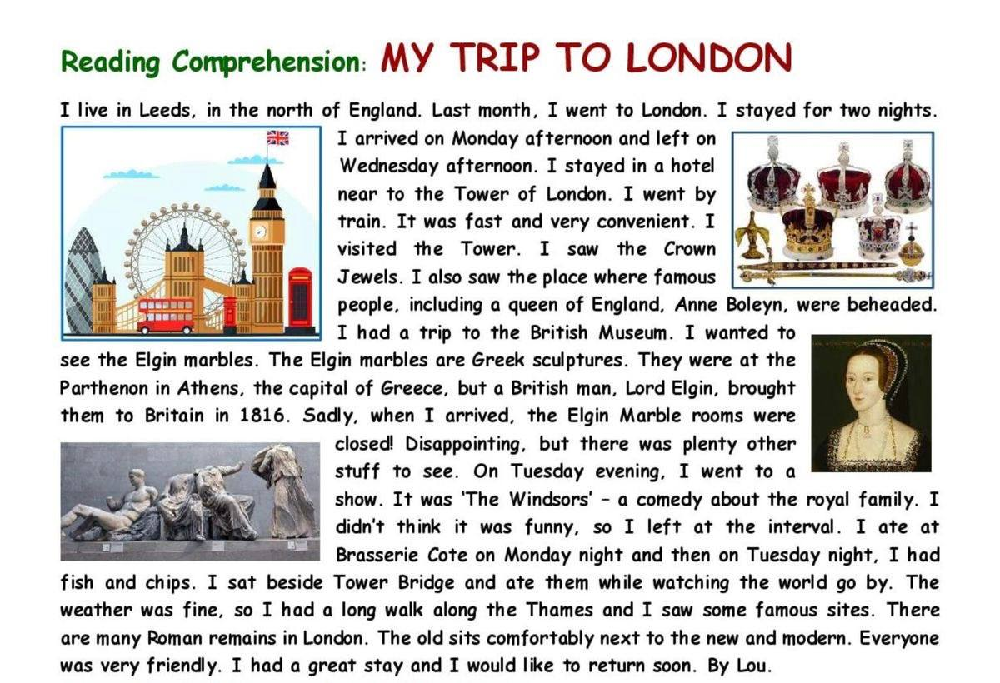 Reading Comprehension: MY TRIP TO LONDON
I live in Leeds, in the north of England. Last month, I went to London. I stayed for two nights.
I arrived on Monday afternoon and left on
Wednesday afternoon. I stayed in a hotel
near to the Tower of London. I went by
train. It was fast and very convenient. I
visited the Tower. I saw the Crown
Jewels. I also saw the place where famous
people, including a queen of England, Anne Boleyn, were beheaded.
I had a trip to the British Museum. I wanted to
see the Elgin marbles. The Elgin marbles are Greek sculptures. They were at the
Parthenon in Athens, the capital of Greece, but a British man, Lord Elgin, brought
them to Britain in 1816. Sadly, when I arrived, the Elgin Marble rooms were
closed! Disappointing, but there was plenty other
stuff to see. On Tuesday evening, I went to a
show. It was 'The Windsors' – a comedy about the royal family. I
didn't think it was funny, so I left at the interval. I ate at
Brasserie Cote on Monday night and then on Tuesday night, I had
fish and chips. I sat beside Tower Bridge and ate them while watching the world go by. The
weather was fine, so I had a long walk along the Thames and I saw some famous sites. There
are many Roman remains in London. The old sits comfortably next to the new and modern. Everyone
was very friendly. I had a great stay and I would like to return soon. By Lou.